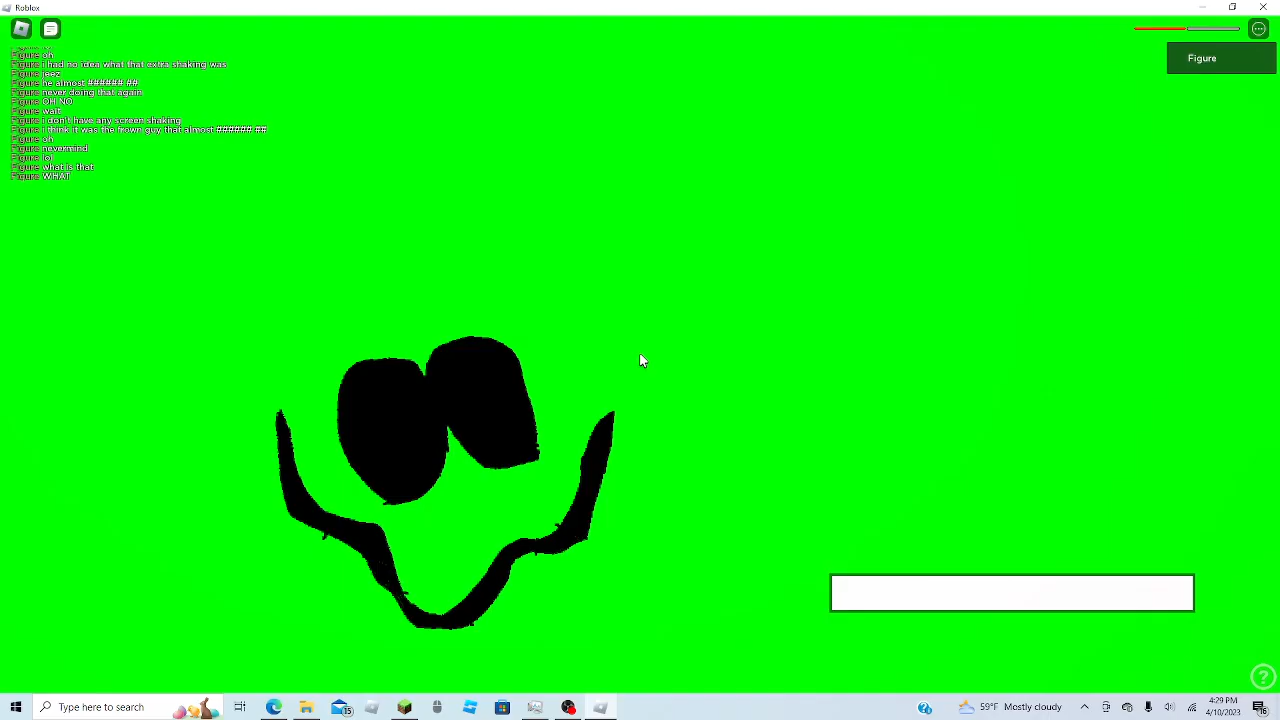 Roblox
Figure oh
Figure i had no idea what that extra shaking was
Figure jeez
Figure he almost ###### ##
Figure never doing that again
Figure OH NO
Figure wait
Figure i don't have any screen shaking
Figure i think it was the frown guy, that almost ###### ##
Figure oh
Figure nevermind
Figure lol
Figure what is that
Figure WHAT
Figure
?
Type here to search
15
59°F Mostly cloudy
4:29 PM
4/10/2023